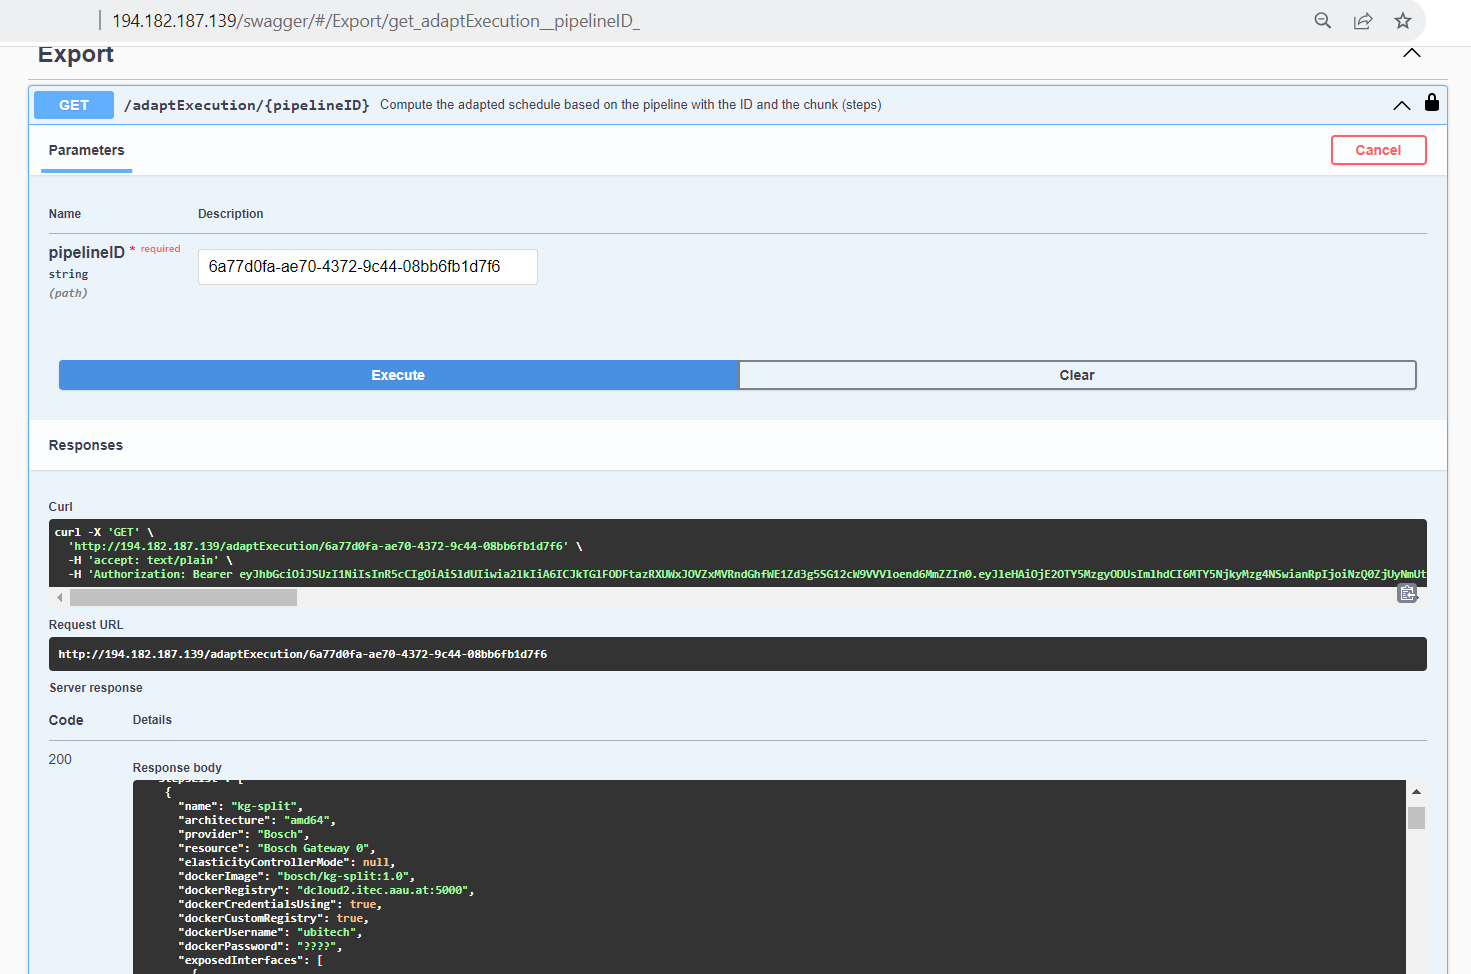 194.182.187.139/swagger/#/Export/get_adaptExecution__pipelineID_
Export
GET /adaptExecution/{pipelineID} Compute the adapted schedule based on the pipeline with the ID and the chunk (steps)
Parameters
Cancel
Name Description
pipelineID * required
string
(path)
6a77d0fa-ae70-4372-9c44-08bb6fb1d7f6
Execute
Clear
Responses
Curl
curl -X 'GET' \
'http://194.182.187.139/adaptExecution/6a77d0fa-ae70-4372-9c44-08bb6fb1d7f6' \
-H 'accept: text/plain' \
-H 'Authorization: Bearer
Request URL
http://194.182.187.139/adaptExecution/6a77d0fa-ae70-4372-9c44-08bb6fb1d7f6
Server response
Code Details
200
Response body
{
"name": "kg-split",
"architecture": "amd64",
"provider": "Bosch",
"resource": "Bosch Gateway 0",
"elasticityControllerMode": null,
"dockerImage": "bosch/kg-split:1.0",
"dockerRegistry": "dcloud2.itec.aau.at:5000",
"dockerCredentialsUsing": true,
"dockerCustomRegistry": true,
"dockerUsername": "ubitech",
"dockerPassword": "????",
"exposedInterfaces": [
{